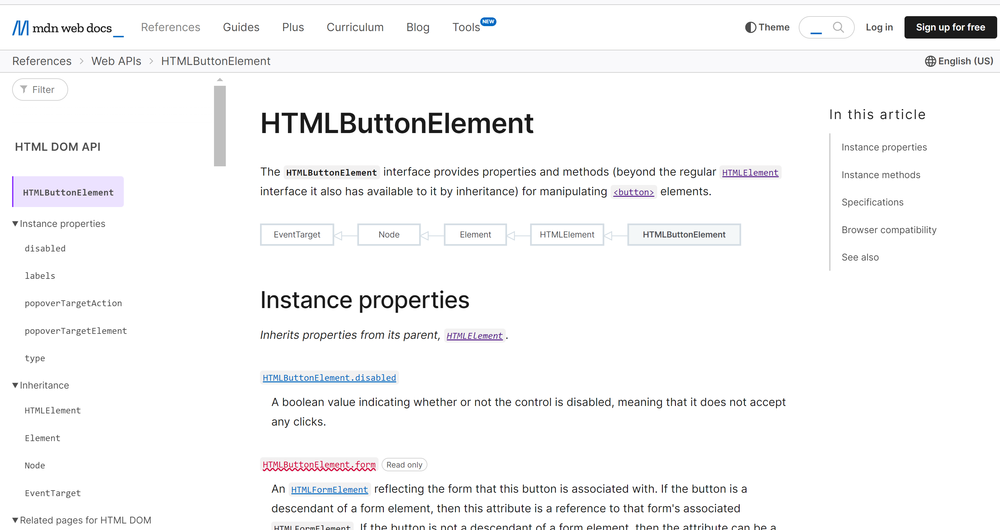 mdn web docs_
References Guides Plus Curriculum Blog Tools NEW
Theme
Log in
Sign up for free
References > Web APIs > HTMLButtonElement
English (US)
Filter
HTML DOM API
HTMLButtonElement
Instance properties
disabled
labels
popoverTargetAction
popoverTargetElement
type
Inheritance
HTMLElement
Element
Node
EventTarget
Related pages for HTML DOM
HTMLButtonElement
The HTMLButtonElement interface provides properties and methods (beyond the regular HTMLElement
interface it also has available to it by inheritance) for manipulating <button> elements.
EventTarget Node Element HTMLElement HTMLButtonElement
Instance properties
Inherits properties from its parent, HTMLElement.
HTMLButtonElement.disabled
A boolean value indicating whether or not the control is disabled, meaning that it does not accept
any clicks.
HTMLButtonElement.form Read only
An HTMLFormElement reflecting the form that this button is associated with. If the button is a
descendant of a form element, then this attribute is a reference to that form's associated
HTMLFormElement. If the button is not a descendant of a form element, then the attribute can be a
In this article
Instance properties
Instance methods
Specifications
Browser compatibility
See also